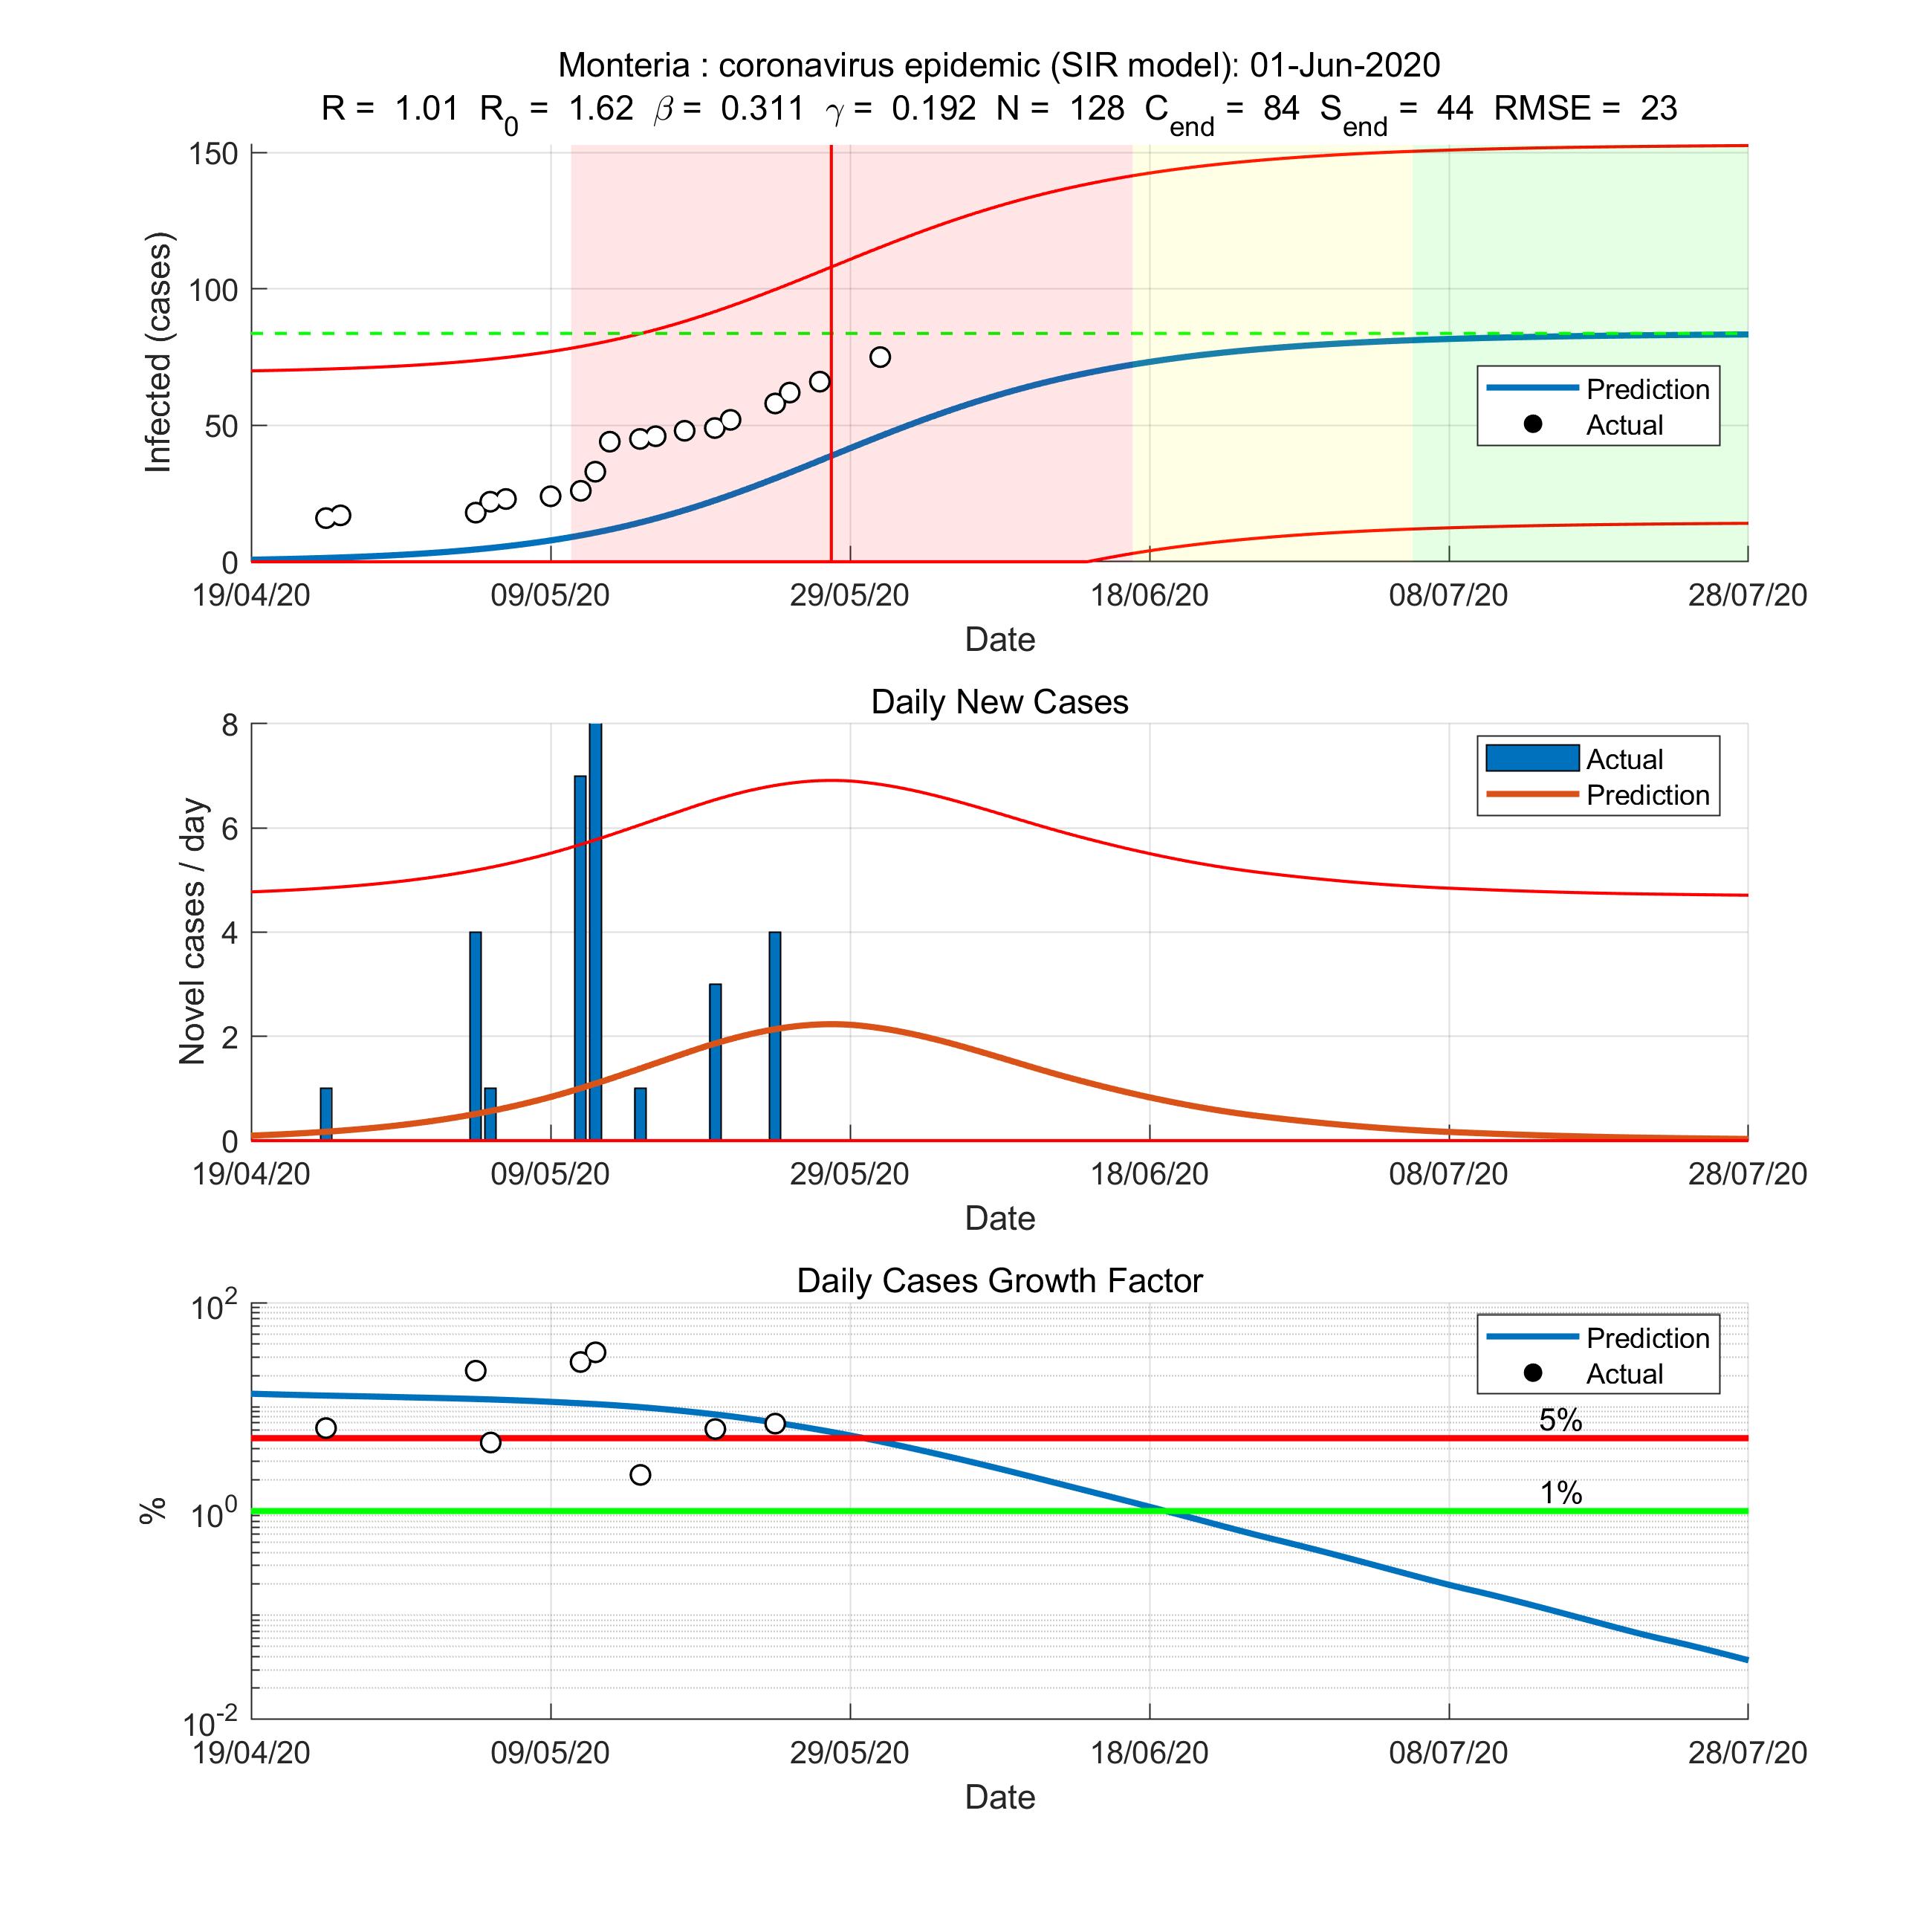 Monteria : coronavirus epidemic (SIR model): 01-Jun-2020
R = 1.01 R0 = 1.62 β = 0.311 γ = 0.192 N = 128 Cend = 84 Send = 44 RMSE = 23
150
100
50
0
Infected (cases)
Prediction
Actual
19/04/20 09/05/20 29/05/20 18/06/20 08/07/20 28/07/20
Date
Daily New Cases
8
6
4
2
0
Novel cases / day
Actual
Prediction
19/04/20 09/05/20 29/05/20 18/06/20 08/07/20 28/07/20
Date
Daily Cases Growth Factor
10^2
10^0
10^-2
%
Prediction
Actual
5%
1%
19/04/20 09/05/20 29/05/20 18/06/20 08/07/20 28/07/20
Date